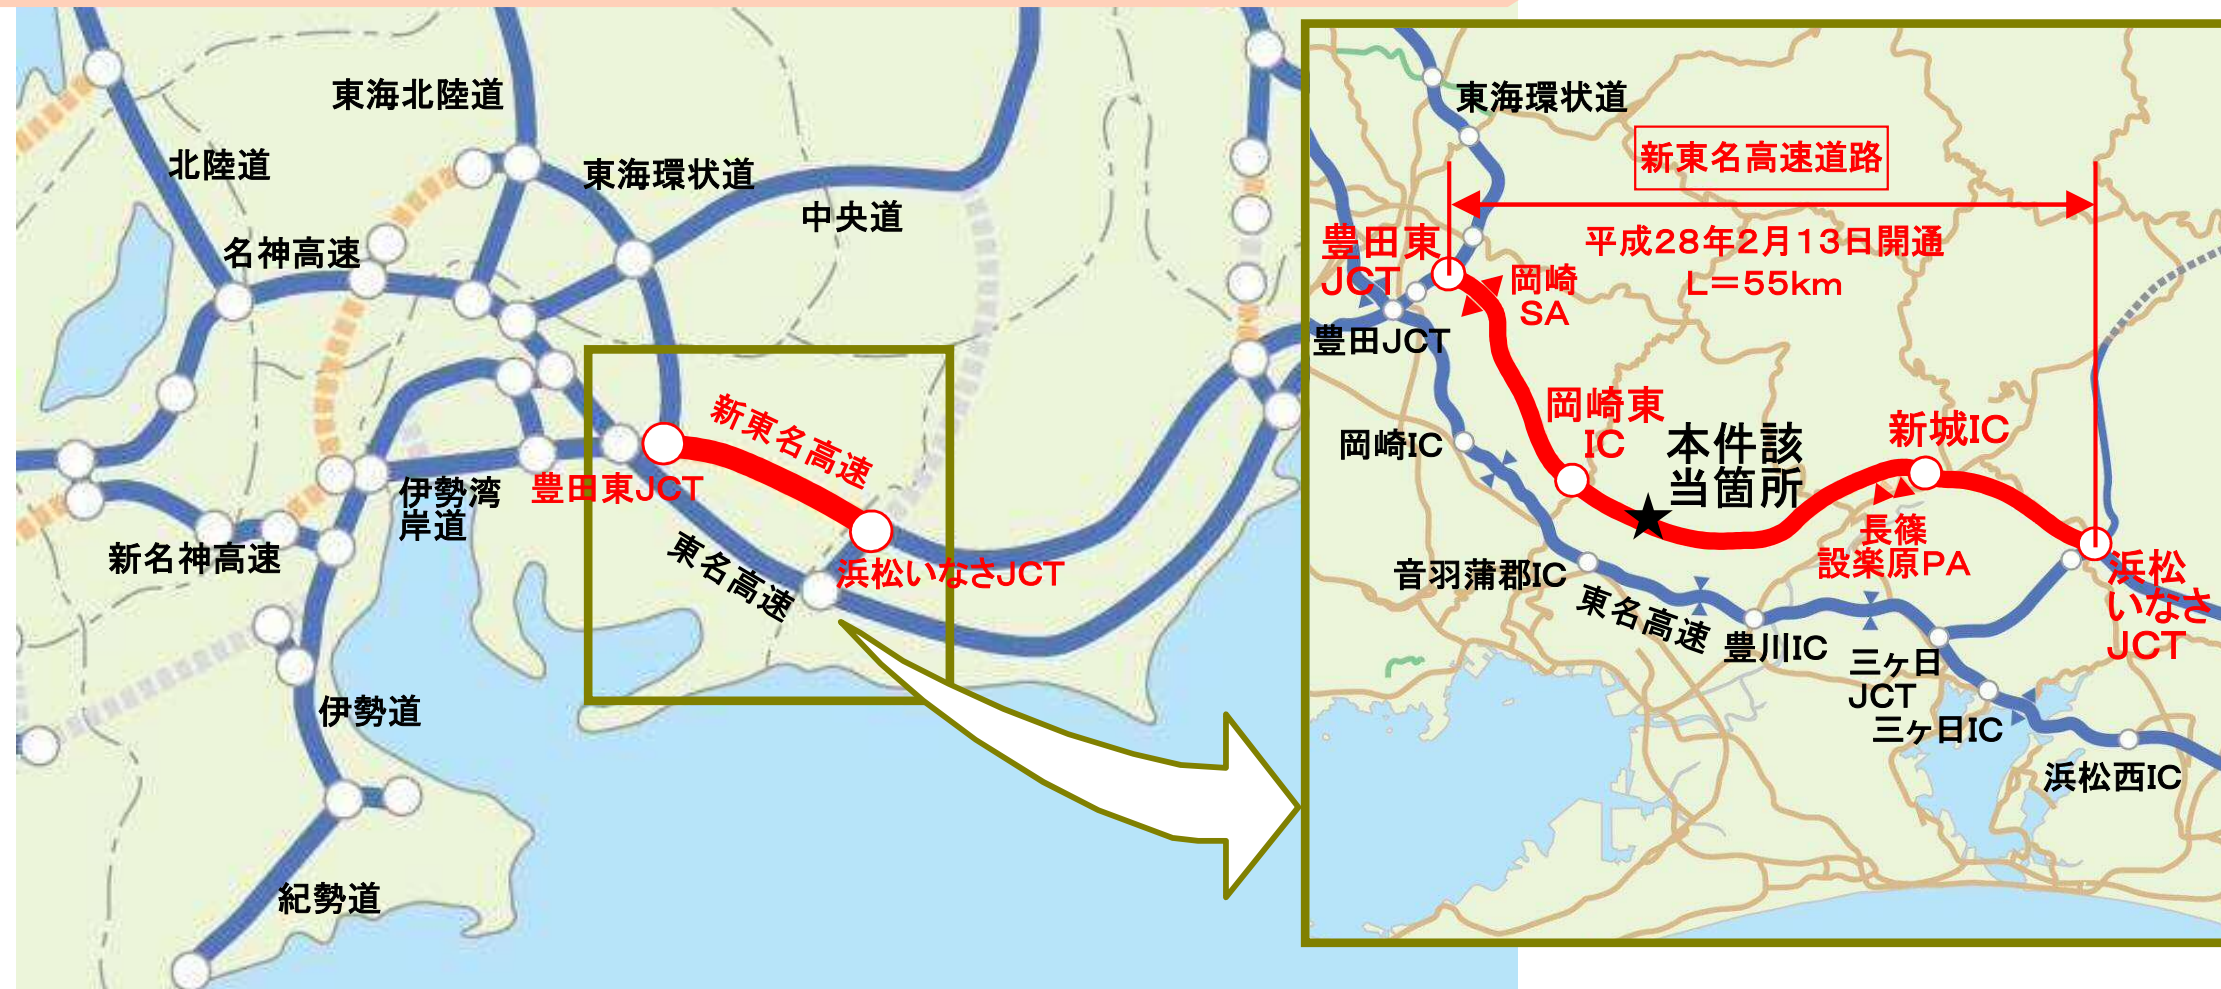 東海北陸道
北陸道
東海環状道
中央道
名神高速
新東名高速
豊田東JCT
伊勢湾
岸道
新名神高速
東名高速
浜松いなさJCT
伊勢道
紀勢道
東海環状道
新東名高速道路
平成28年2月13日開通
L=55km
豊田東
JCT
岡崎
SA
豊田JCT
岡崎東
IC
岡崎IC
本件該
当箇所
新城IC
長篠
設楽原PA
音羽蒲郡IC
東名高速
豊川IC
浜松
いなさ
JCT
三ヶ日
JCT
三ヶ日IC
浜松西IC